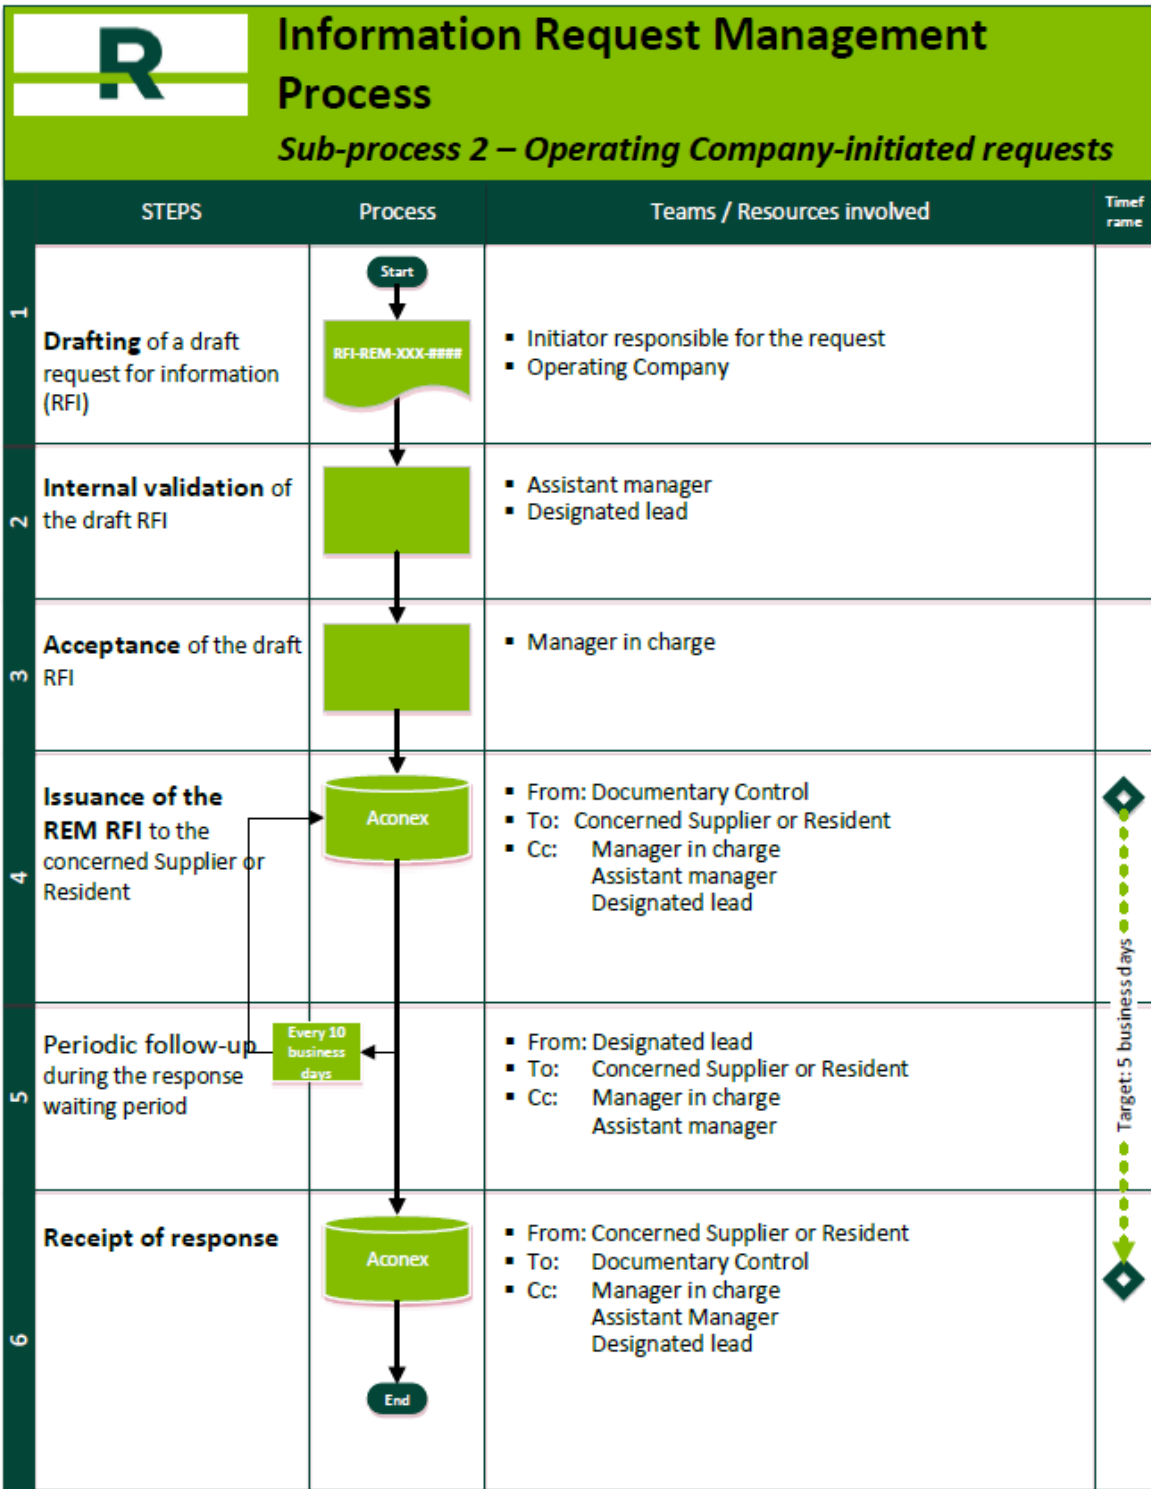 R
Information Request Management
Process
Sub-process 2 – Operating Company-initiated requests
STEPS
Process
Teams / Resources involved
Timef
rame
1
Drafting of a draft
request for information
(RFI)
Start
RFI-REM-XXX-####
▪ Initiator responsible for the request
▪ Operating Company
2
Internal validation of
the draft RFI
▪ Assistant manager
▪ Designated lead
3
Acceptance of the draft
RFI
▪ Manager in charge
4
Issuance of the
REM RFI to the
concerned Supplier or
Resident
Aconex
▪ From: Documentary Control
▪ To: Concerned Supplier or Resident
▪ Cc: Manager in charge
Assistant manager
Designated lead
Target: 5 business days
5
Periodic follow-up
during the response
waiting period
Every 10
business
days
▪ From: Designated lead
▪ To: Concerned Supplier or Resident
▪ Cc: Manager in charge
Assistant manager
6
Receipt of response
Aconex
▪ From: Concerned Supplier or Resident
▪ To: Documentary Control
▪ Cc: Manager in charge
Assistant Manager
Designated lead
End